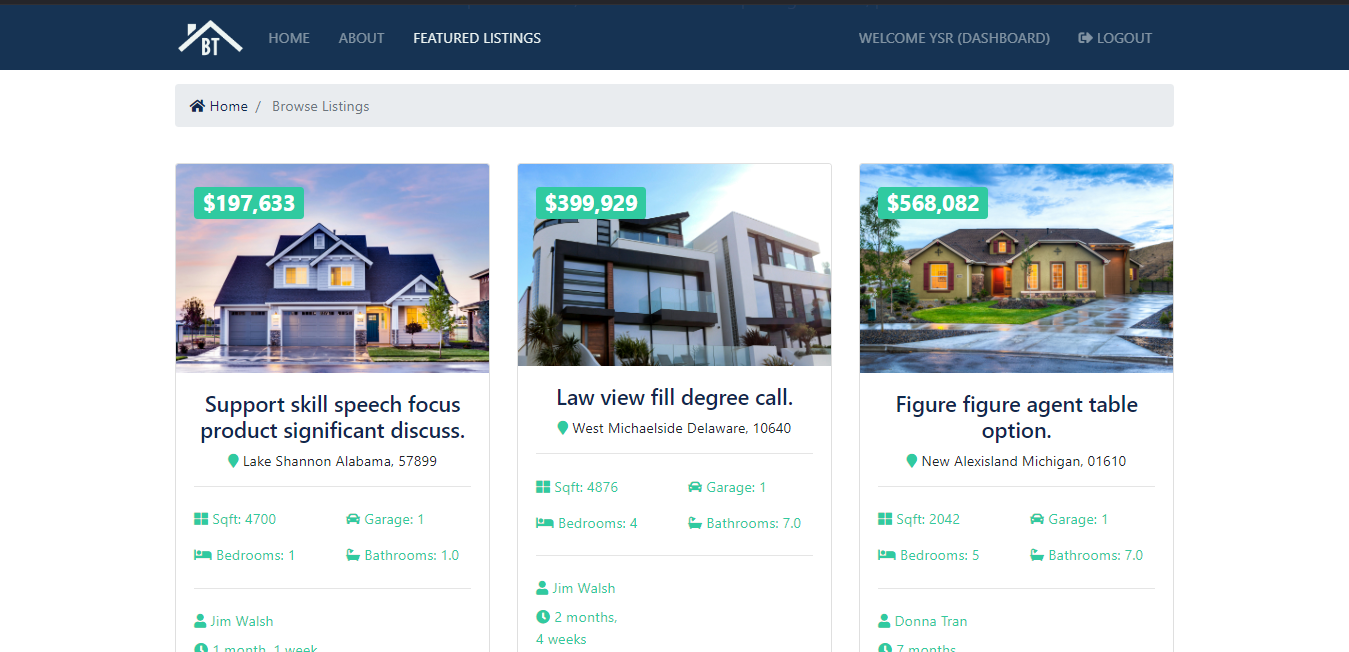 BT
HOME
ABOUT
FEATURED LISTINGS
WELCOME YSR (DASHBOARD)
LOGOUT
Home / Browse Listings
$197,633
Support skill speech focus
product significant discuss.
Lake Shannon Alabama, 57899
Sqft: 4700
Garage: 1
Bedrooms: 1
Bathrooms: 1.0
Jim Walsh
1 month, 1 week
$399,929
Law view fill degree call.
West Michaelside Delaware, 10640
Sqft: 4876
Garage: 1
Bedrooms: 4
Bathrooms: 7.0
Jim Walsh
2 months,
4 weeks
$568,082
Figure figure agent table
option.
New Alexisland Michigan, 01610
Sqft: 2042
Garage: 1
Bedrooms: 5
Bathrooms: 7.0
Donna Tran
7 months